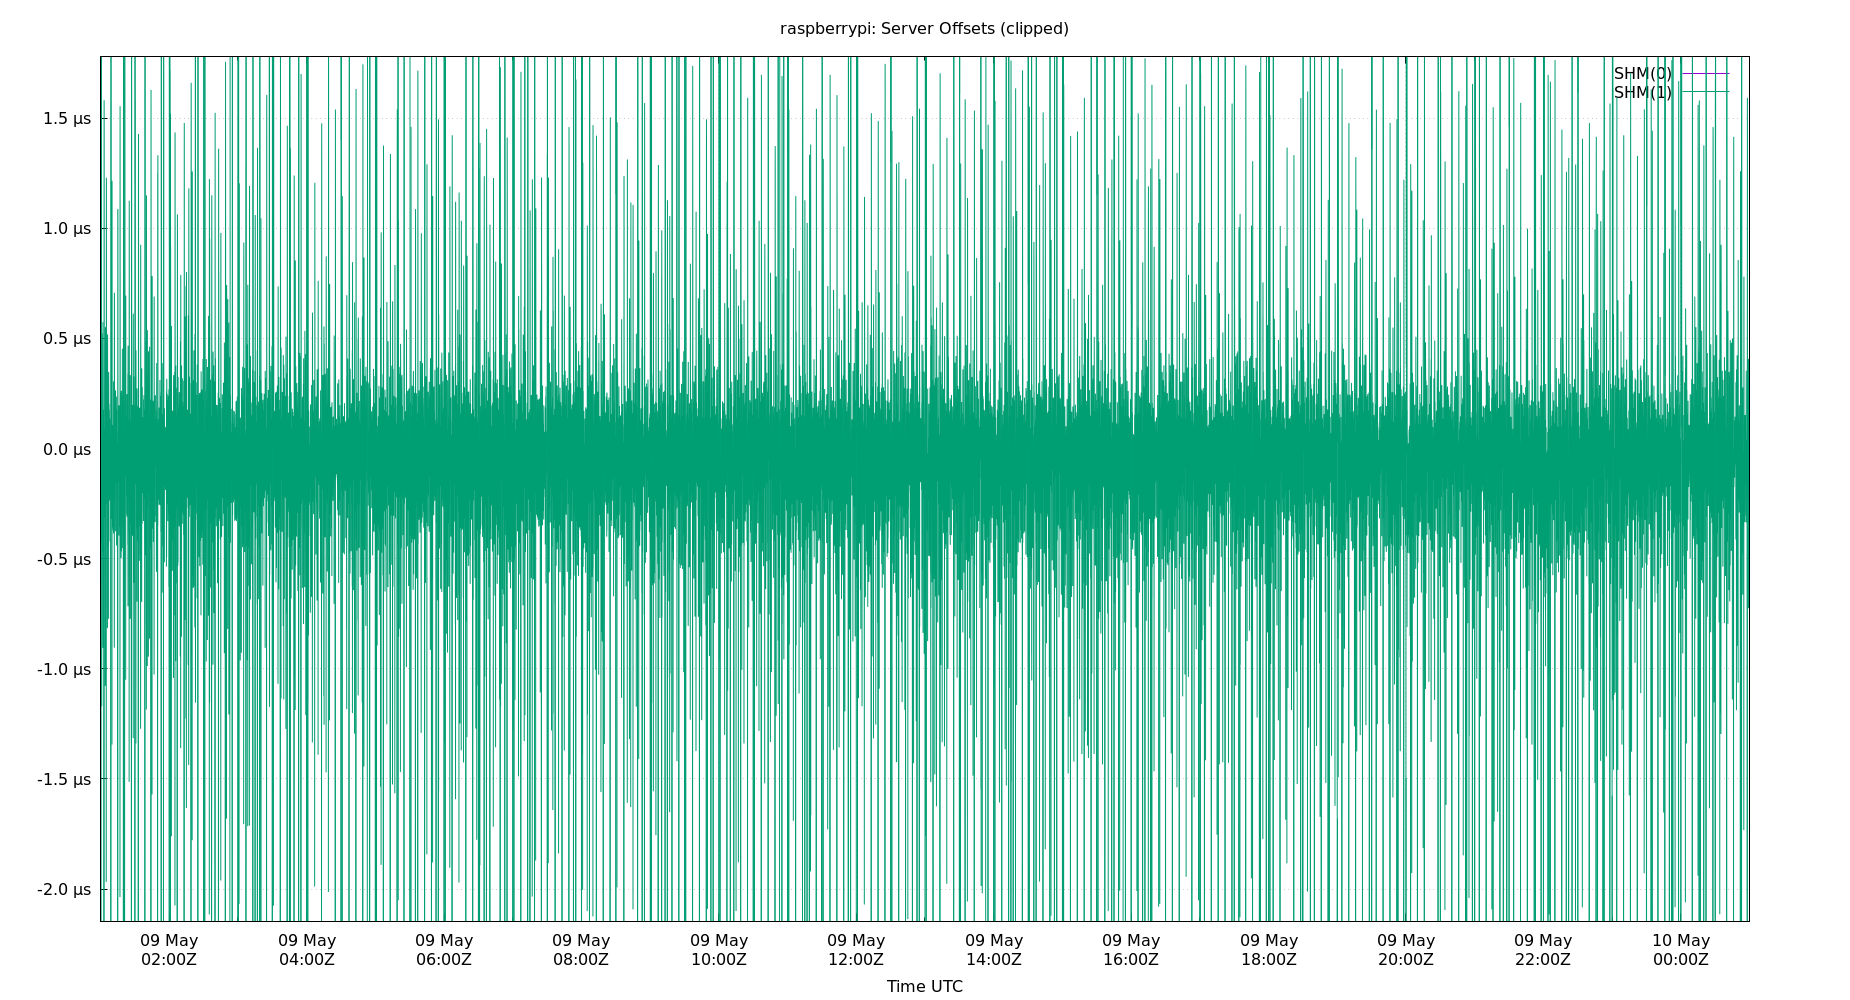 raspberrypi: Server Offsets (clipped)
SHM(0)
SHM(1)
1.5 µs
1.0 µs
0.5 µs
0.0 µs
-0.5 µs
-1.0 µs
-1.5 µs
-2.0 µs
09 May 09 May 09 May 09 May 09 May 09 May 09 May 09 May 09 May 09 May 09 May 10 May
02:00Z 04:00Z 06:00Z 08:00Z 10:00Z 12:00Z 14:00Z 16:00Z 18:00Z 20:00Z 22:00Z 00:00Z
Time UTC